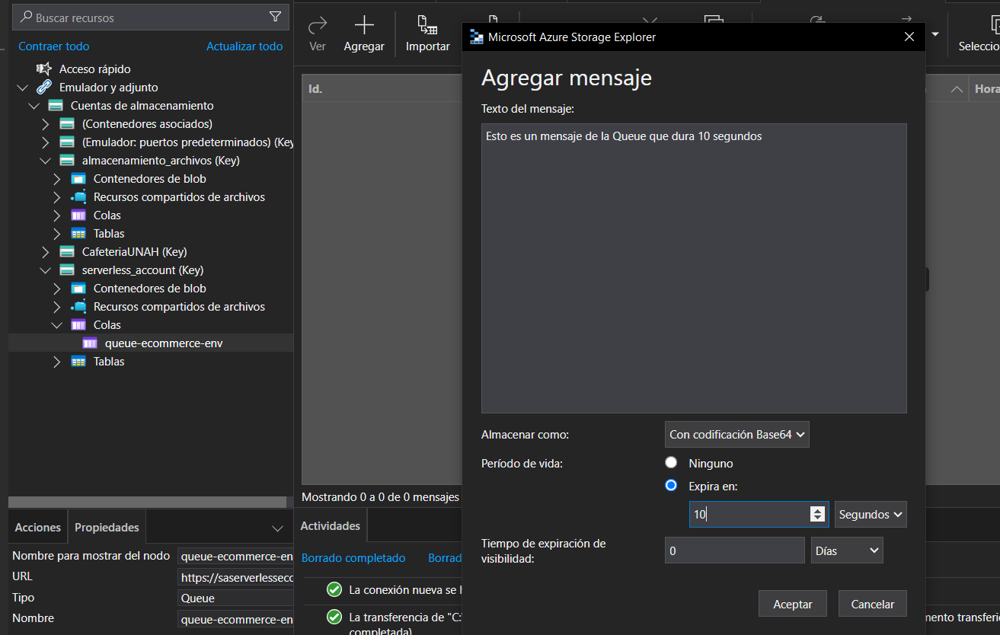 Buscar recursos
Contraer todo
Actualizar todo
Acceso rápido
Emulador y adjunto
Cuentas de almacenamiento
(Contenedores asociados)
(Emulador: puertos predeterminados) (Key
almacenamiento_archivos (Key)
Contenedores de blob
Recursos compartidos de archivos
Colas
Tablas
CafeteriaUNAH (Key)
serverless_account (Key)
Contenedores de blob
Recursos compartidos de archivos
Colas
queue-ecommerce-env
Tablas
Acciones
Propiedades
Nombre para mostrar del nodo
queue-ecommerce-en
URL
https://saserverlessecc
Tipo
Queue
Nombre
queue-ecommerce-en
Ver
Agregar
Importar
Seleccio
Id.
Hora
Mostrando 0 a 0 de 0 mensajes
Actividades
Borrado completado
Borrad
La conexión nueva se h
La transferencia de "C:
completada)
mento transferi
Microsoft Azure Storage Explorer
Agregar mensaje
Texto del mensaje:
Esto es un mensaje de la Queue que dura 10 segundos
Almacenar como:
Con codificación Base64
Período de vida:
Ninguno
Expira en:
10
Segundos
Tiempo de expiración de
visibilidad:
0
Días
Aceptar
Cancelar